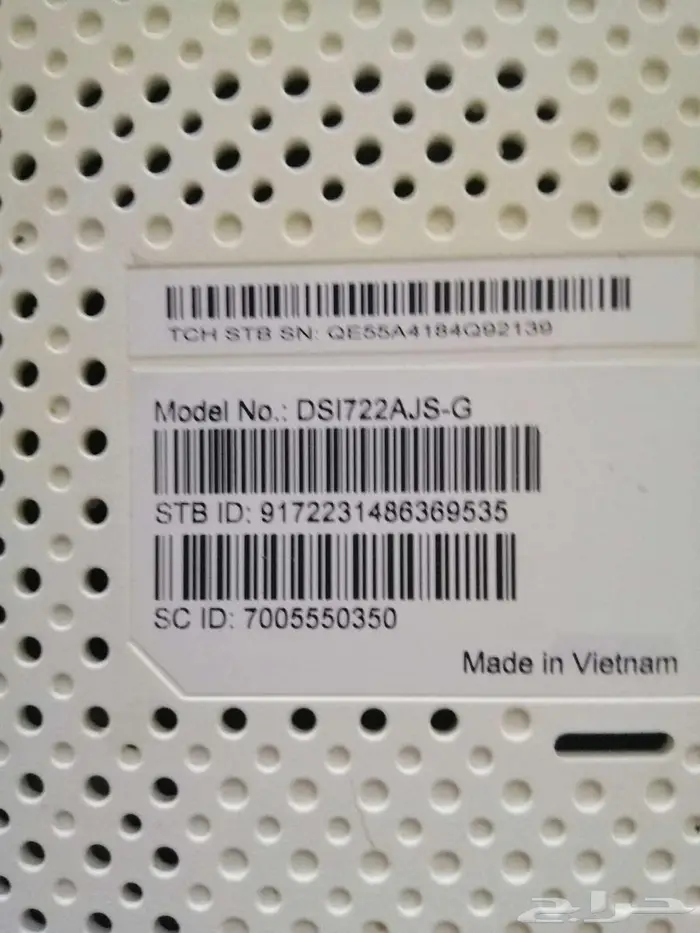 TCH STB SN: QE55A4184Q92139
Model No.: DSI722AJS-G
STB ID: 9172231486369535
SC ID: 7005550350
Made in Vietnam
حراج